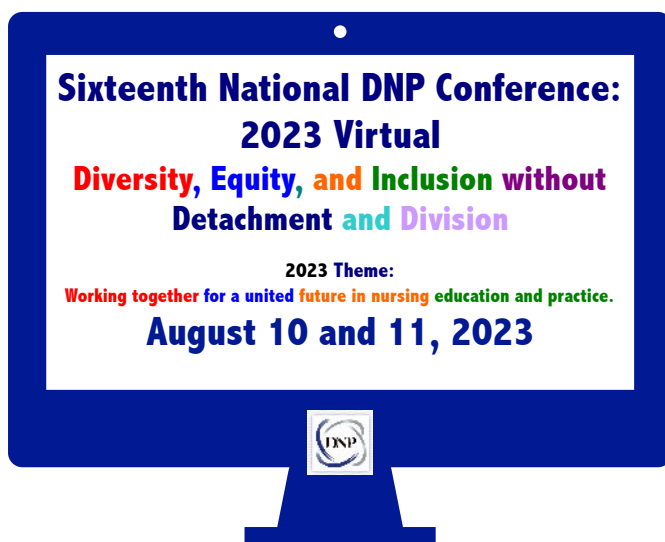 Sixteenth National DNP Conference:
2023 Virtual
Diversity, Equity, and Inclusion without
Detachment and Division
2023 Theme:
Working together for a united future in nursing education and practice.
August 10 and 11, 2023
DNP